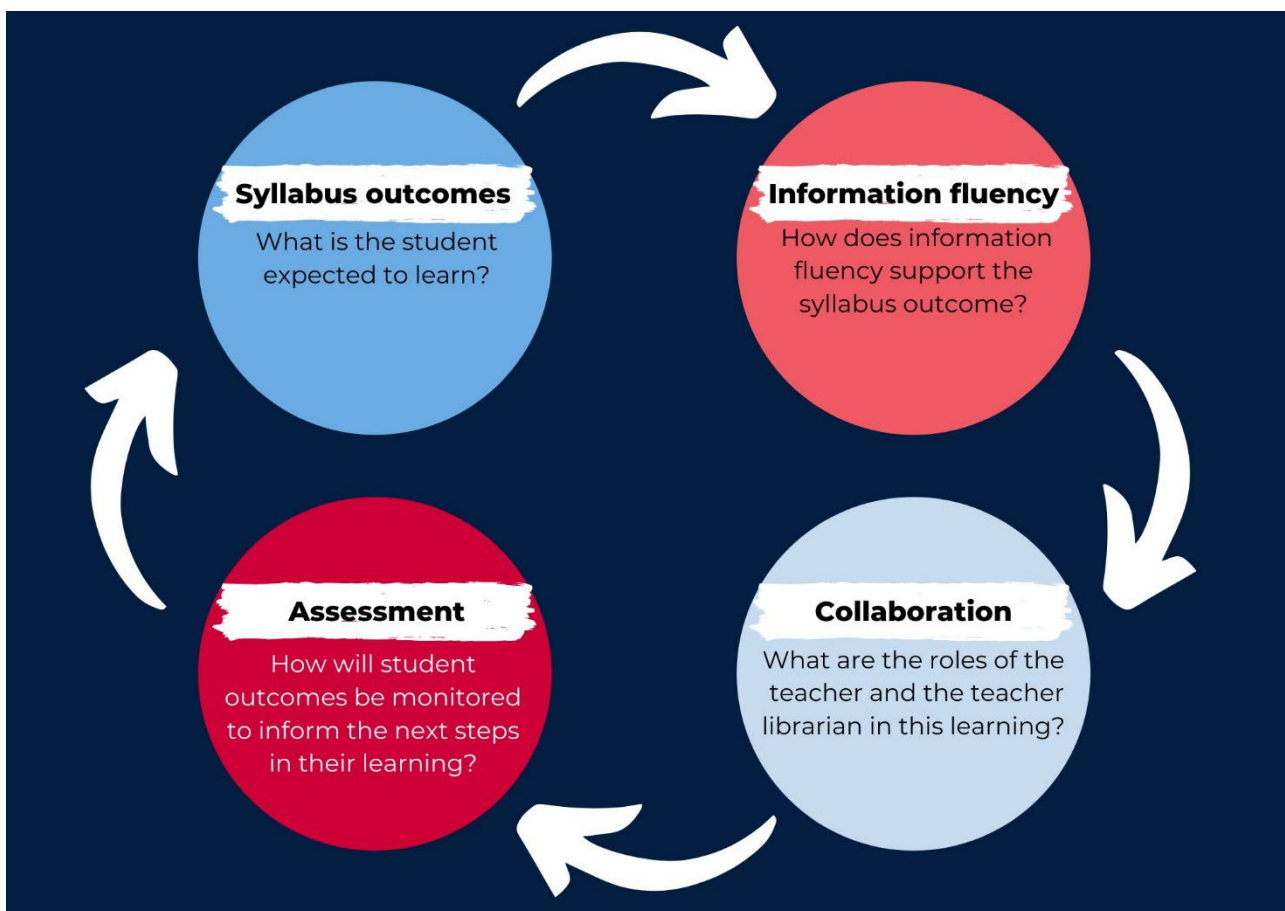 Syllabus outcomes
What is the student
expected to learn?
Information fluency
How does information
fluency support the
syllabus outcome?
Collaboration
What are the roles of the
teacher and the teacher
librarian in this learning?
Assessment
How will student
outcomes be monitored
to inform the next steps
in their learning?